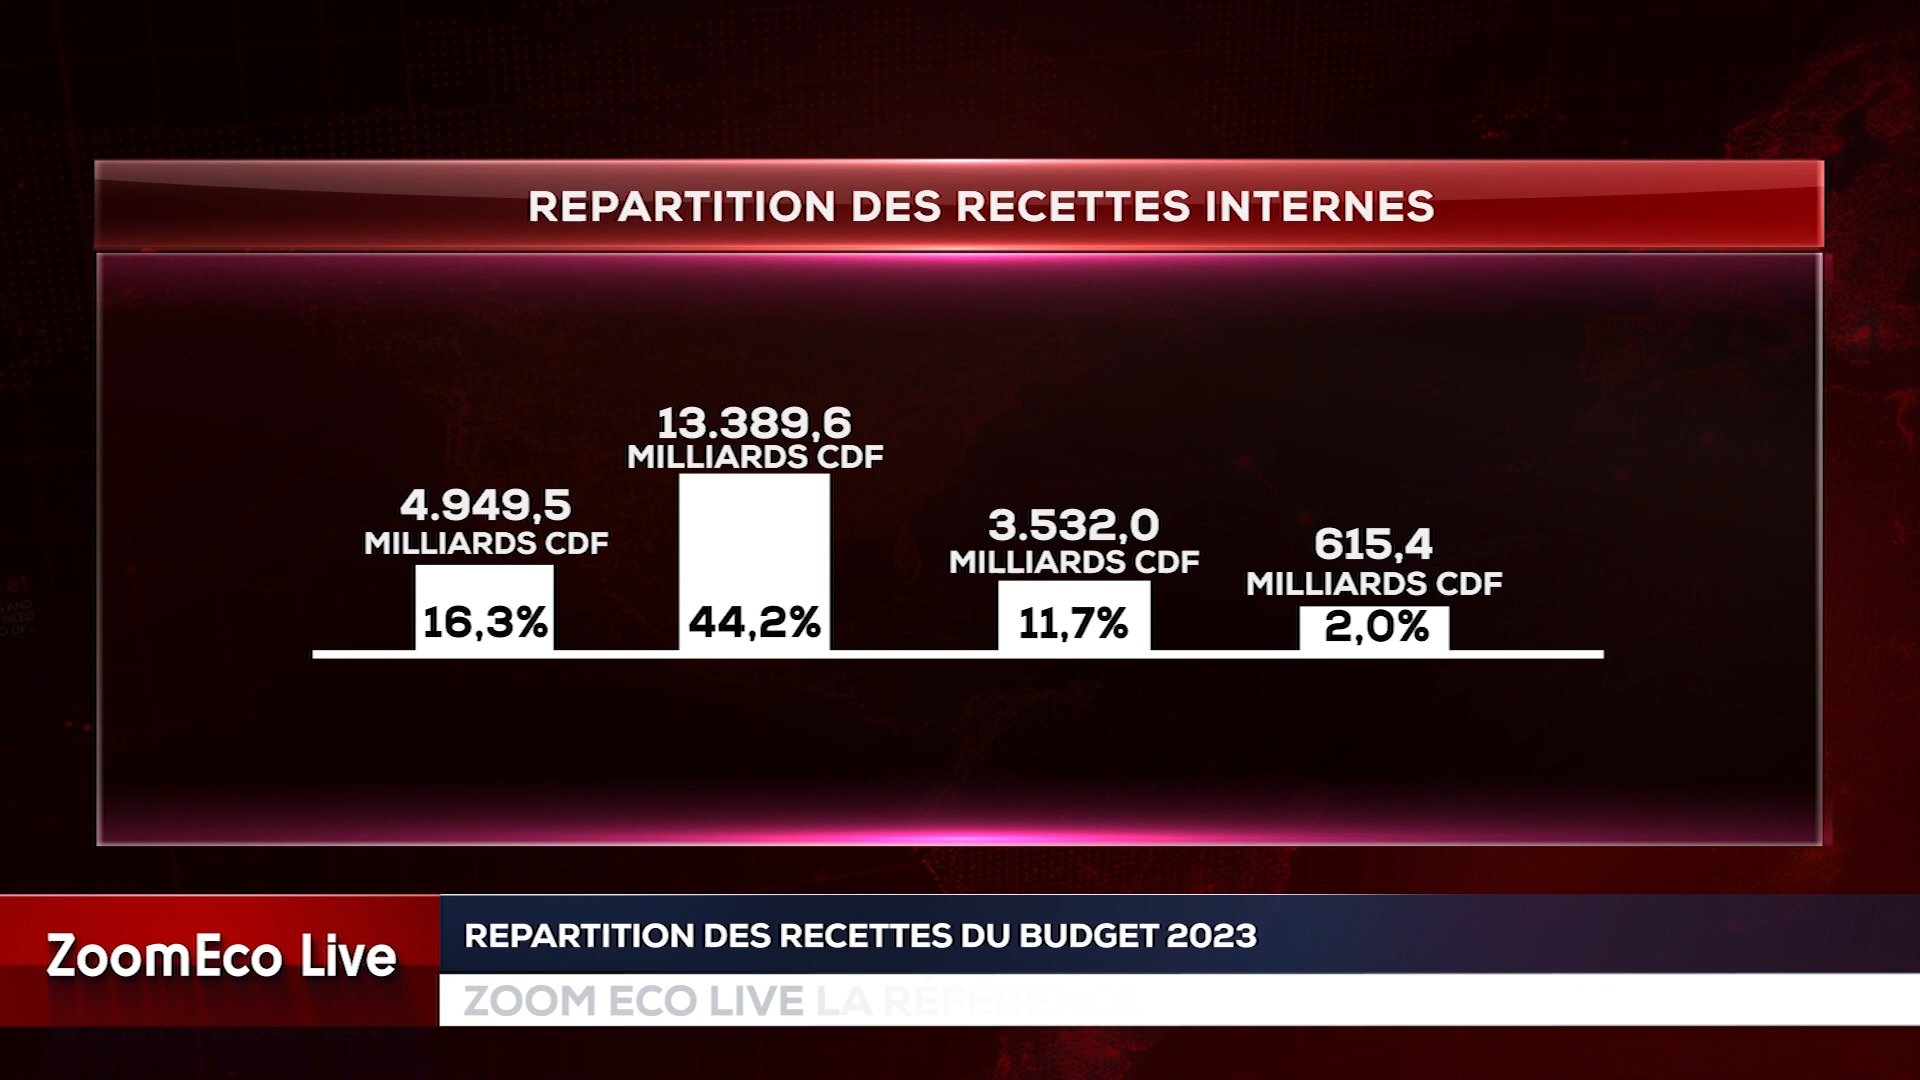 REPARTITION DES RECETTES INTERNES
4.949,5
MILLIARDS CDF
16,3%
13.389,6
MILLIARDS CDF
44,2%
3.532,0
MILLIARDS CDF
11,7%
615,4
MILLIARDS CDF
2,0%
ZoomEco Live
REPARTITION DES RECETTES DU BUDGET 2023
ZOOM ECO LIVE LA RÉFÉRENCE